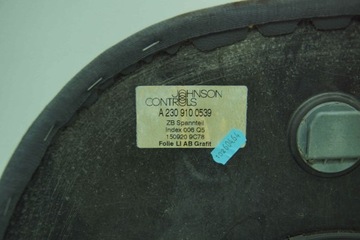 JOHNSON
CONTROLS
A 230 910 0539
ZB Spannteil
Index 006 Q5
150920 9C78
Folie LI AB Grafit